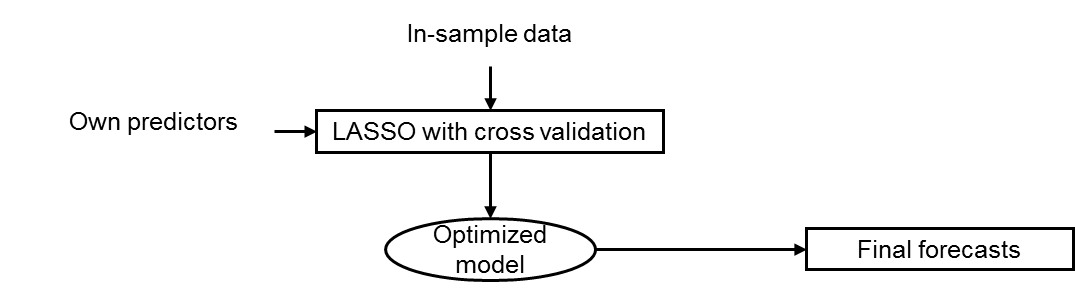 In-sample data
Own predictors
LASSO with cross validation
Optimized
model
Final forecasts